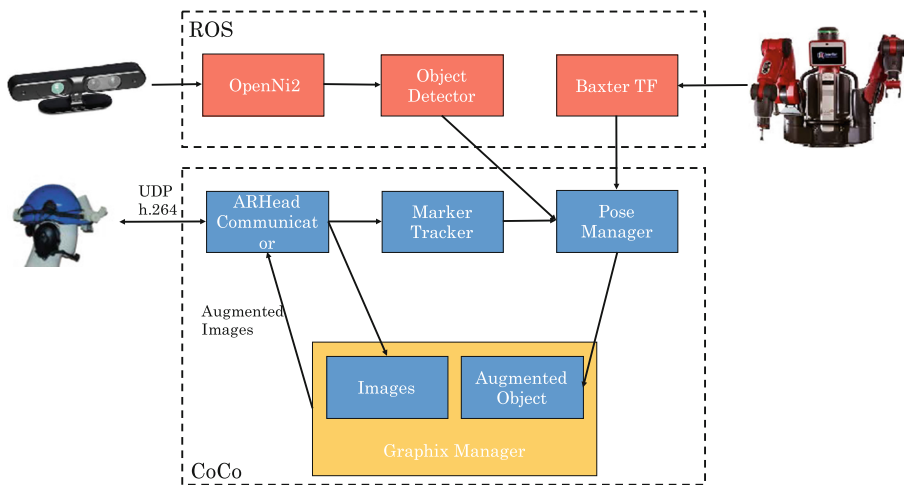 ROS
OpenNi2
Object
Detector
Baxter TF
UDP
h.264
ARHead
Communicat
or
Marker
Tracker
Pose
Manager
Augmented
Images
Images
Augmented
Object
Graphix Manager
CoCo